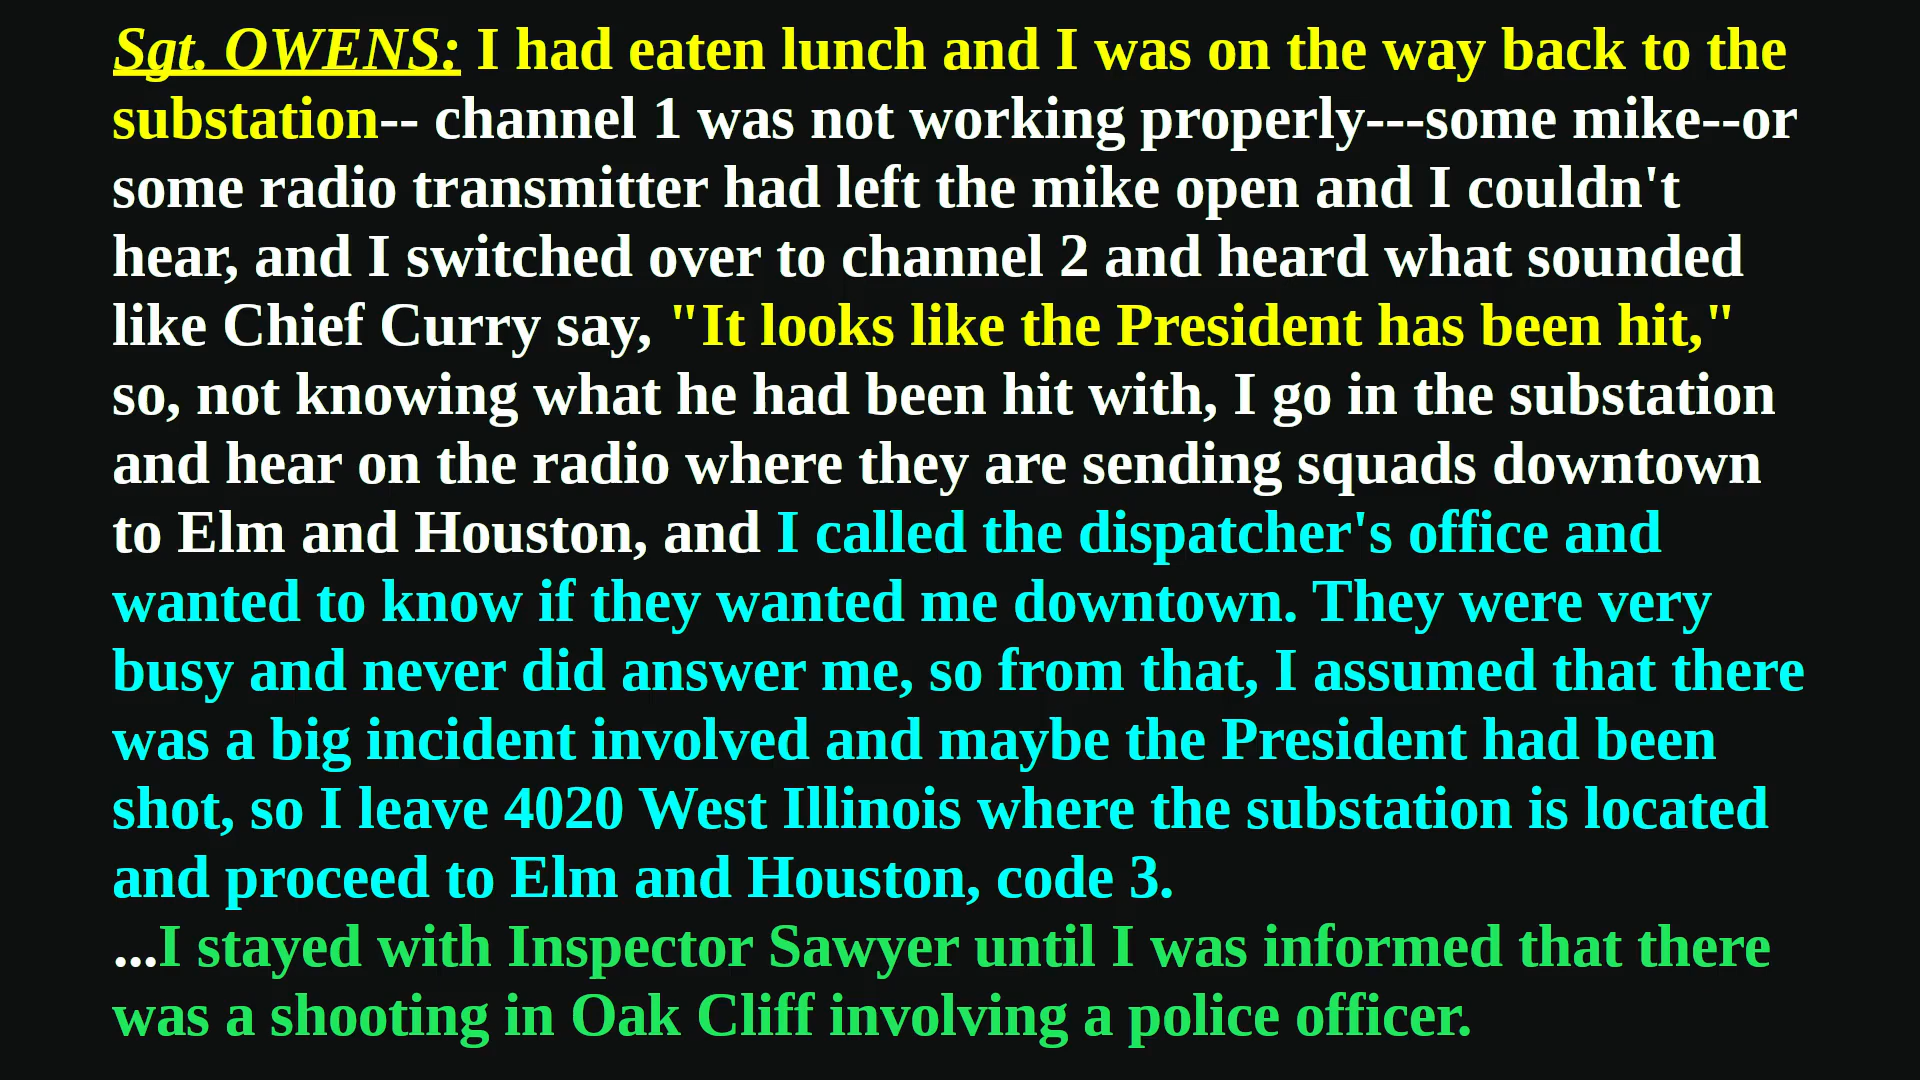 Sgt. OWENS: I had eaten lunch and I was on the way back to the
substation-- channel 1 was not working properly---some mike--or
some radio transmitter had left the mike open and I couldn't
hear, and I switched over to channel 2 and heard what sounded
like Chief Curry say, "It looks like the President has been hit,"
so, not knowing what he had been hit with, I go in the substation
and hear on the radio where they are sending squads downtown
to Elm and Houston, and I called the dispatcher's office and
wanted to know if they wanted me downtown. They were very
busy and never did answer me, so from that, I assumed that there
was a big incident involved and maybe the President had been
shot, so I leave 4020 West Illinois where the substation is located
and proceed to Elm and Houston, code 3.
...I stayed with Inspector Sawyer until I was informed that there
was a shooting in Oak Cliff involving a police officer.